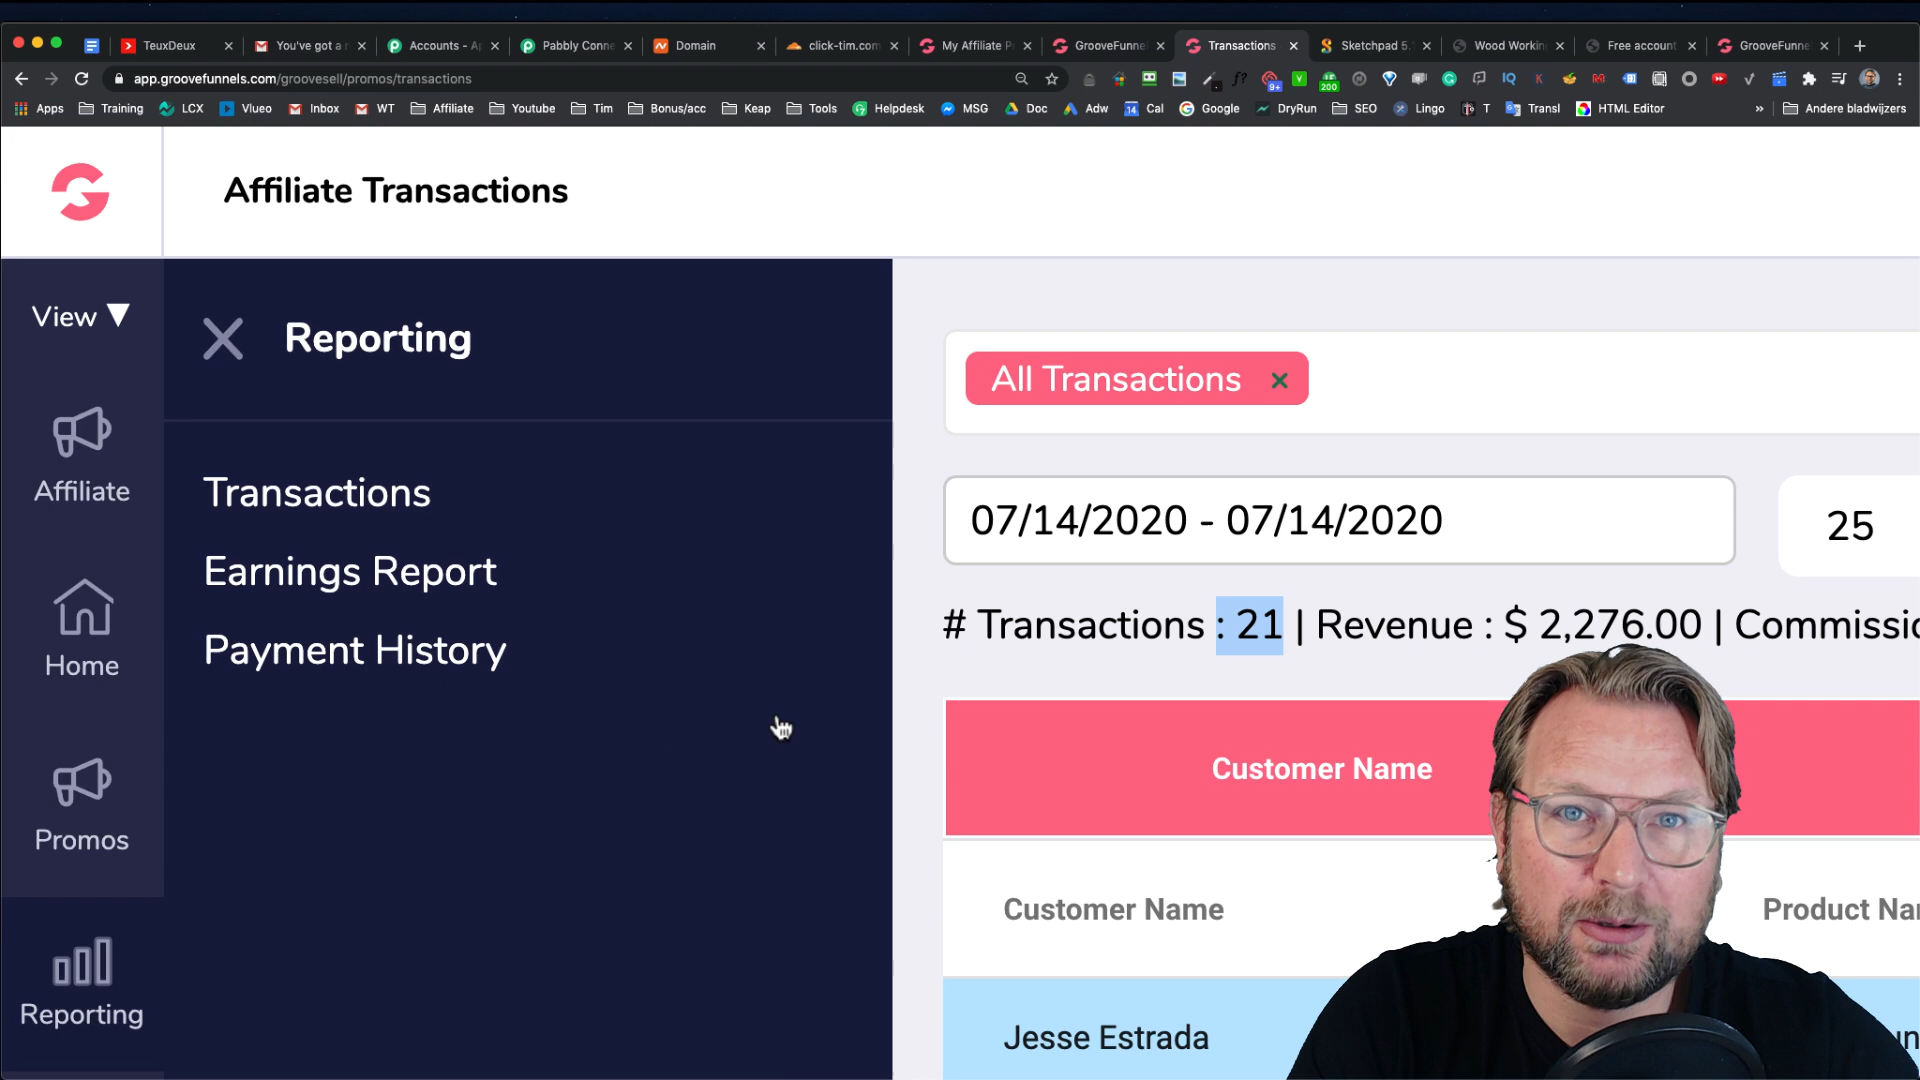 TeuxDeux
You've got a
Accounts - A
Pabbly Conne
Domain
click-tim.com
My Affiliate P
GrooveFunne
Transactions
Sketchpad 5.
Wood Workin
Free account
GrooveFunne
app.groovefunnels.com/groovesell/promos/transactions
Apps
Training
LCX
Vlueo
Inbox
WT
Affiliate
Youtube
Tim
Bonus/acc
Keap
Tools
Helpdesk
MSG
Doc
Adw
Cal
Google
DryRun
SEO
Lingo
T
Transl
HTML Editor
»
Andere bladwijzers
Affiliate Transactions
View ▼
Reporting
Affiliate
Home
Promos
Reporting
Transactions
Earnings Report
Payment History
All Transactions ×
07/14/2020 - 07/14/2020
25
# Transactions : 21 | Revenue : $ 2,276.00 | Commissio
Customer Name
Customer Name
Product Na
Jesse Estrada